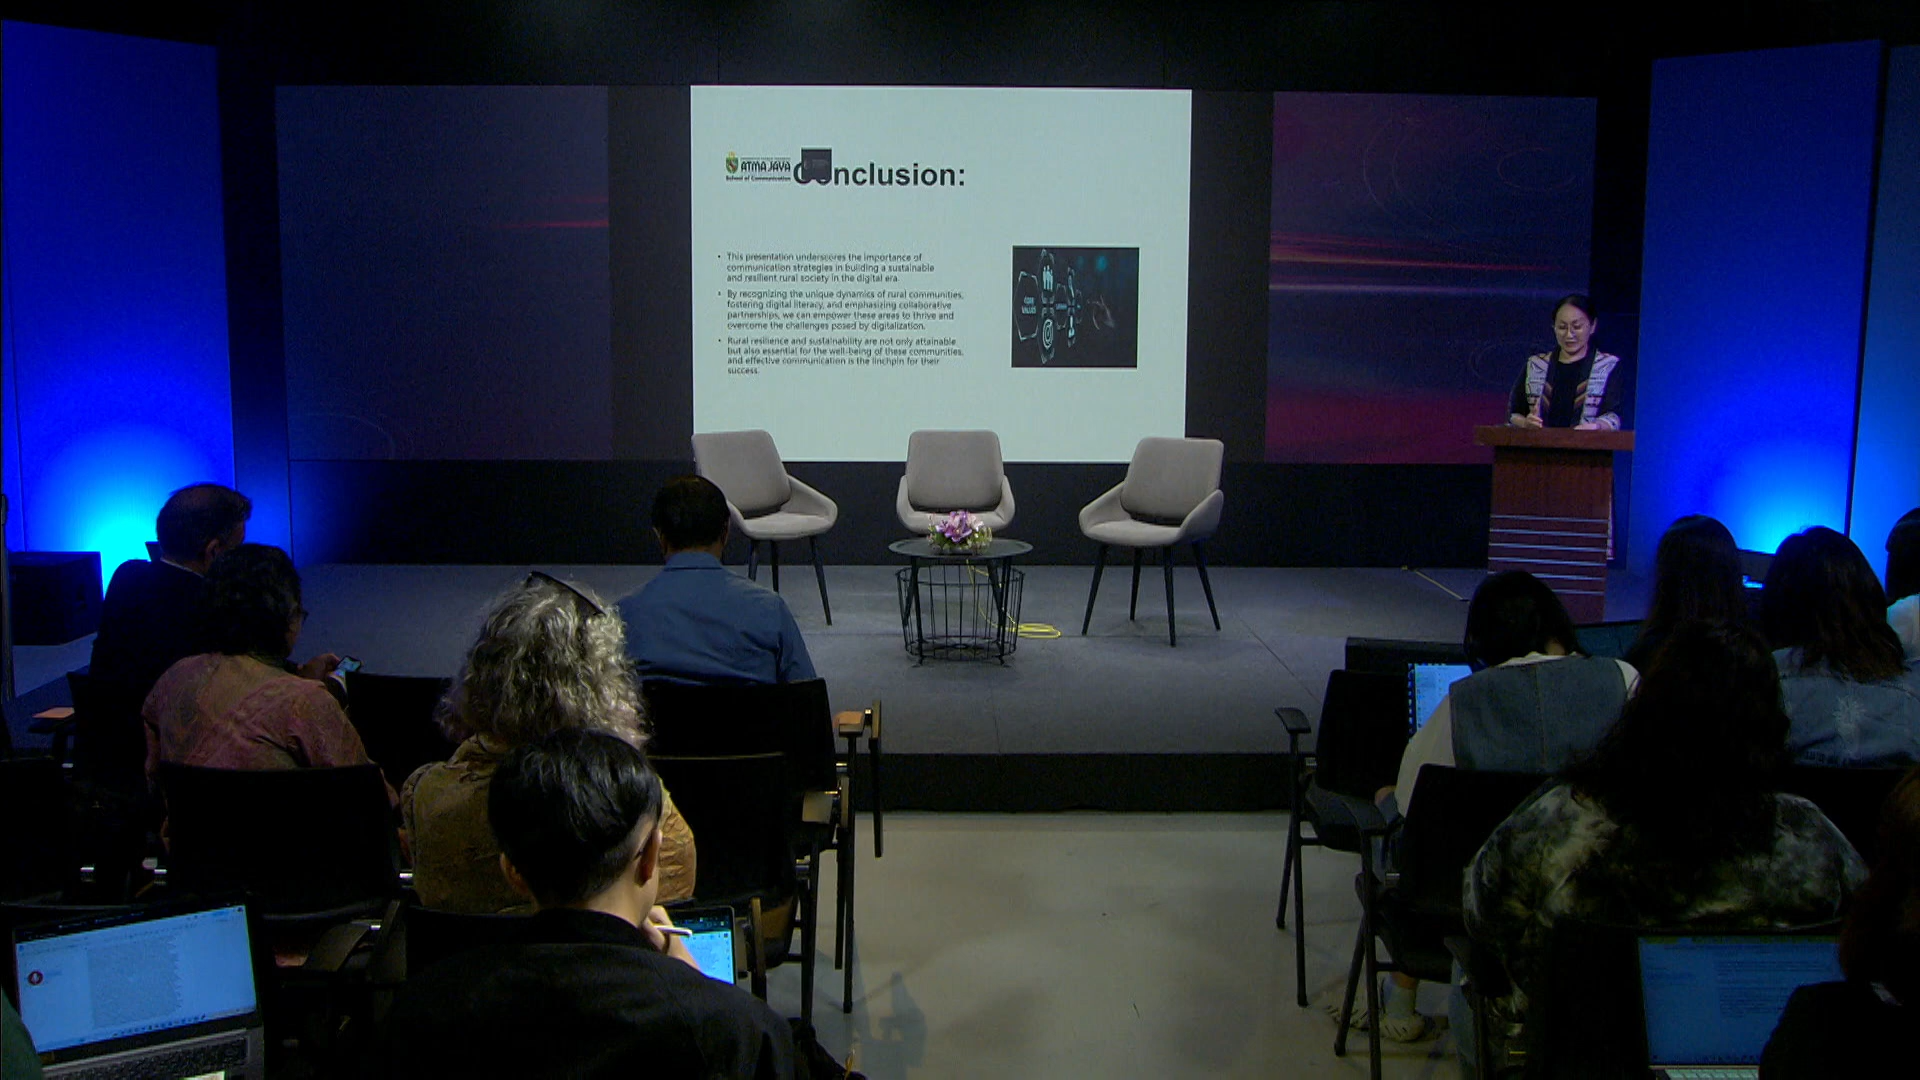 ATMA JAVA
School of Communication
Conclusion:
• This presentation underscores the importance of
communication strategies in building a sustainable
and resilient rural society in the digital era.
• By recognizing the unique dynamics of rural communities,
fostering digital literacy, and emphasizing collaborative
partnerships, we can empower these areas to thrive and
overcome the challenges posed by digitalization.
• Rural resilience and sustainability are not only attainable
but also essential for the well-being of these communities,
and effective communication is the linchpin for their
success.
CORE
VALUES